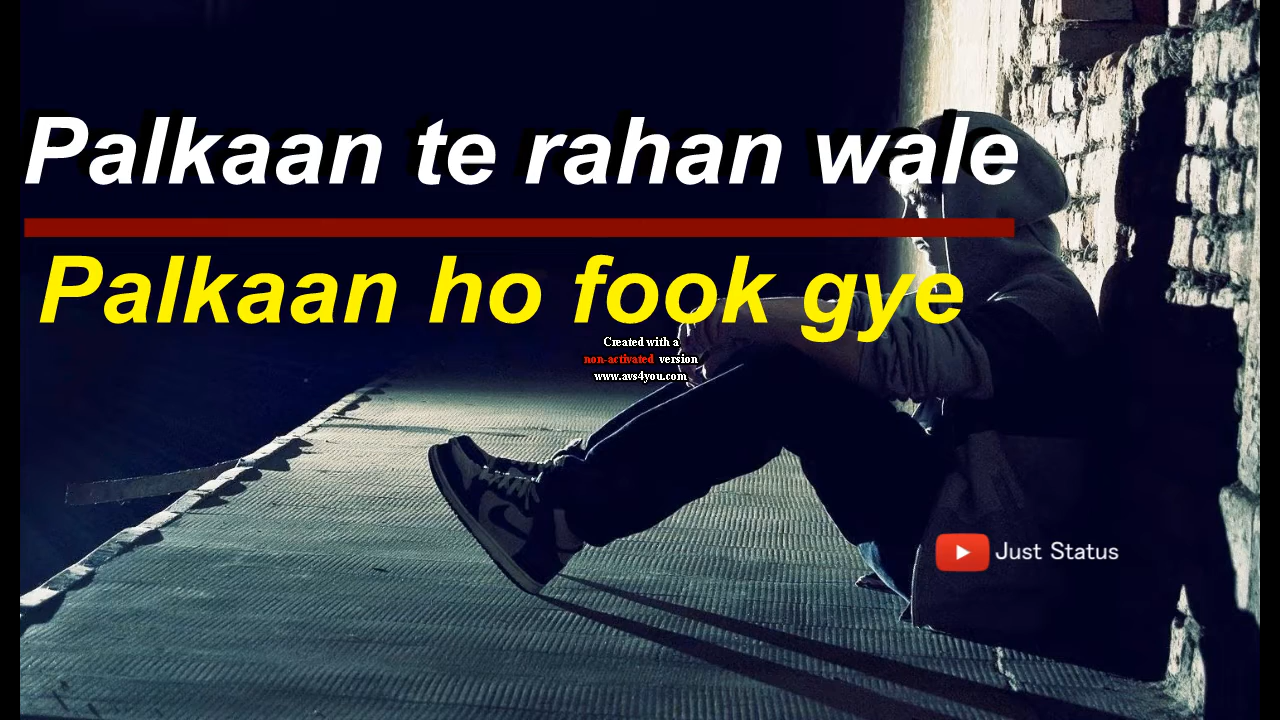 Palkaan te rahan wale
Palkaan ho fook gye
Created with a
non-activated version
www.avs4you.com
Just Status